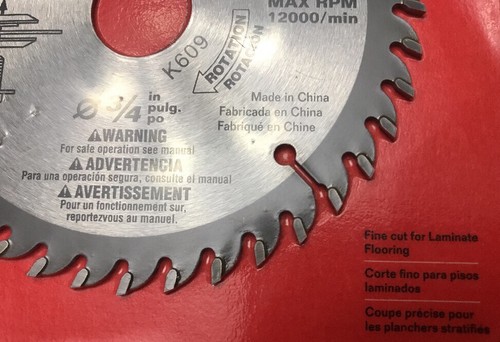 MAX RPM
12000/min
K609
ROTATION
ROTATION
Made in China
Fabricada en China
Fabriqué en Chine
Ø 3/4 in
pulg.
po
WARNING
For safe operation see manual
ADVERTENCIA
Para una operación segura, consulte el manual
AVERTISSEMENT
Pour un fonctionnement sur,
reportezvous au manuel.
Fine cut for Laminate
Flooring
Corte fino para pisos
laminados
Coupe précise pour
les planchers stratifiés